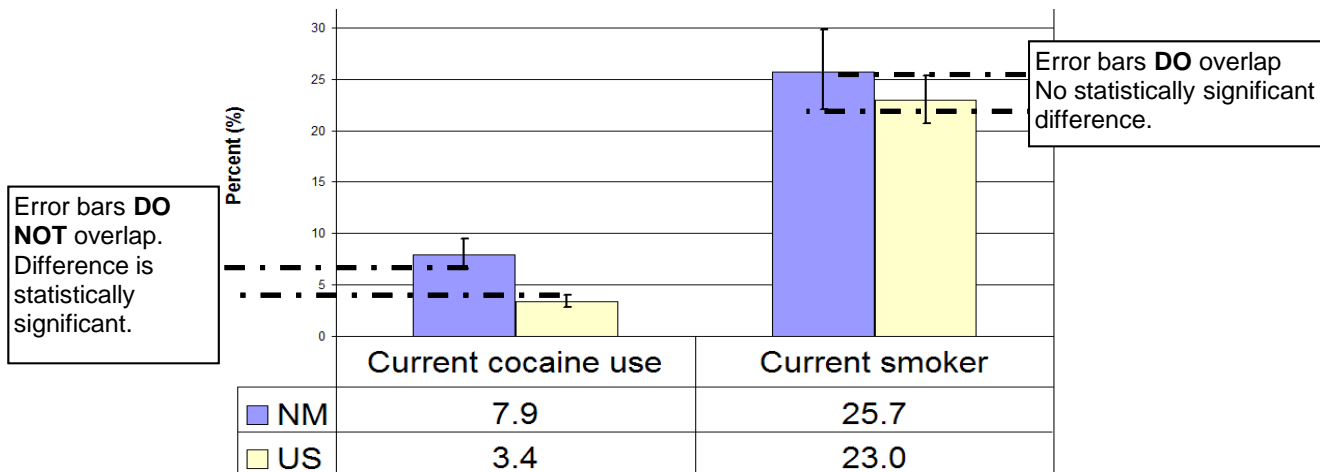 30
25
20
15
10
5
0
Percent (%)
Error bars DO
NOT overlap.
Difference is
statistically
significant.
Error bars DO overlap
No statistically significant
difference.
Current cocaine use Current smoker
NM 7.9 25.7
US 3.4 23.0